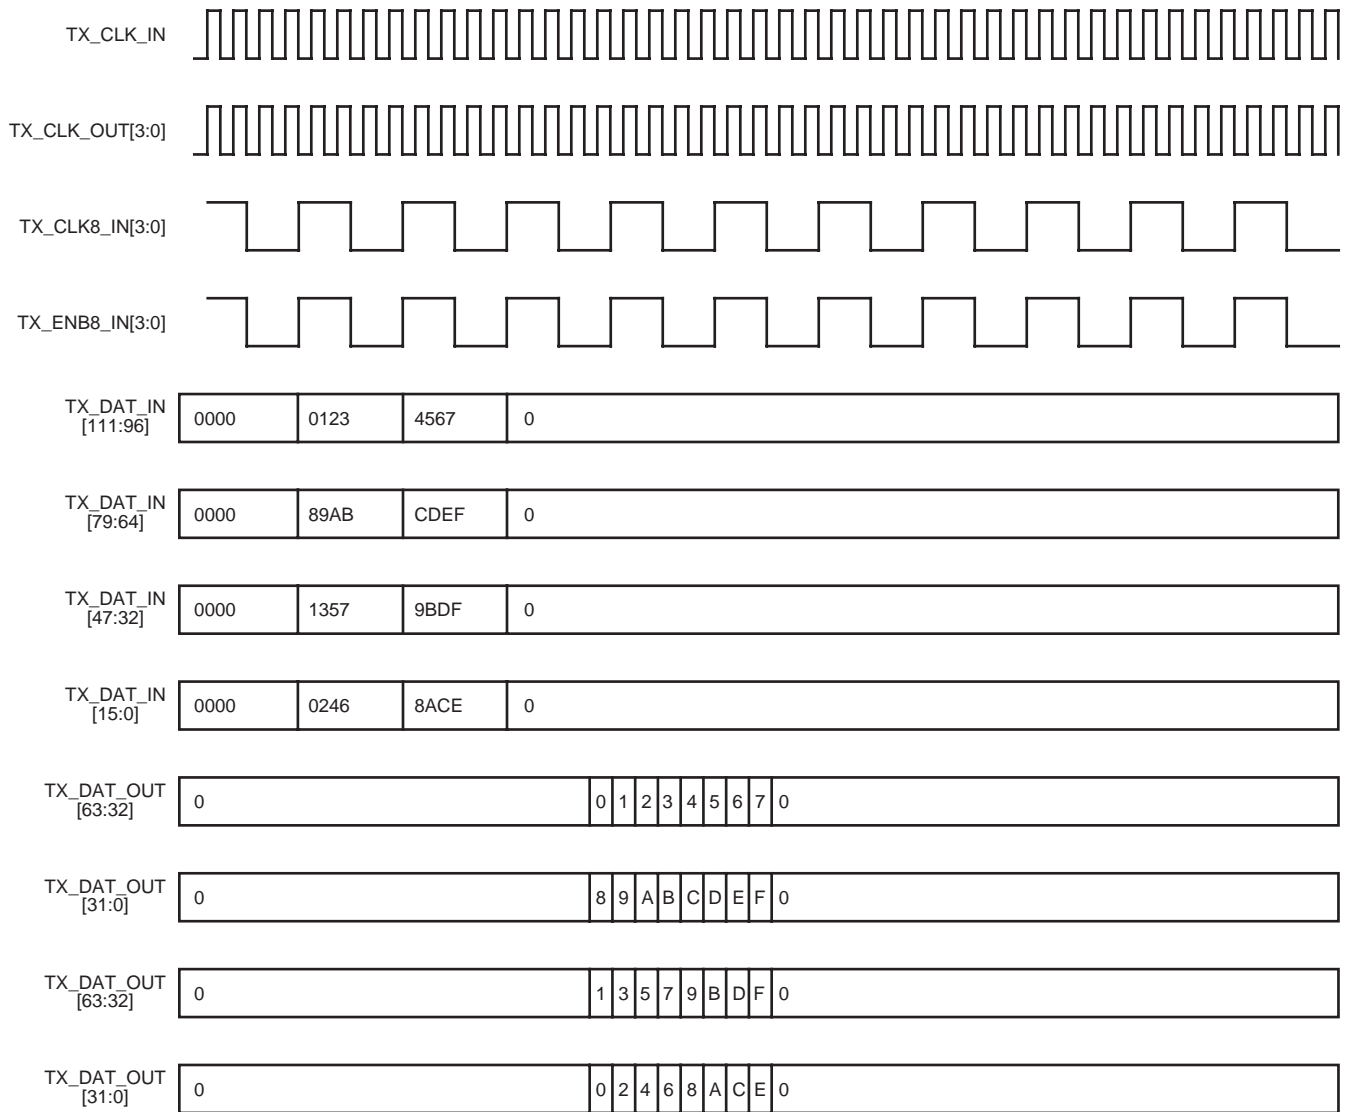 TX_CLK_IN
TX_CLK_OUT[3:0]
TX_CLK8_IN[3:0]
TX_ENB8_IN[3:0]
TX_DAT_IN
[111:96]
0000 0123 4567 0
TX_DAT_IN
[79:64]
0000 89AB CDEF 0
TX_DAT_IN
[47:32]
0000 1357 9BDF 0
TX_DAT_IN
[15:0]
0000 0246 8ACE 0
TX_DAT_OUT
[63:32]
0 0 1 2 3 4 5 6 7 0
TX_DAT_OUT
[31:0]
0 8 9 A B C D E F 0
TX_DAT_OUT
[63:32]
0 1 3 5 7 9 B D F 0
TX_DAT_OUT
[31:0]
0 0 2 4 6 8 A C E 0